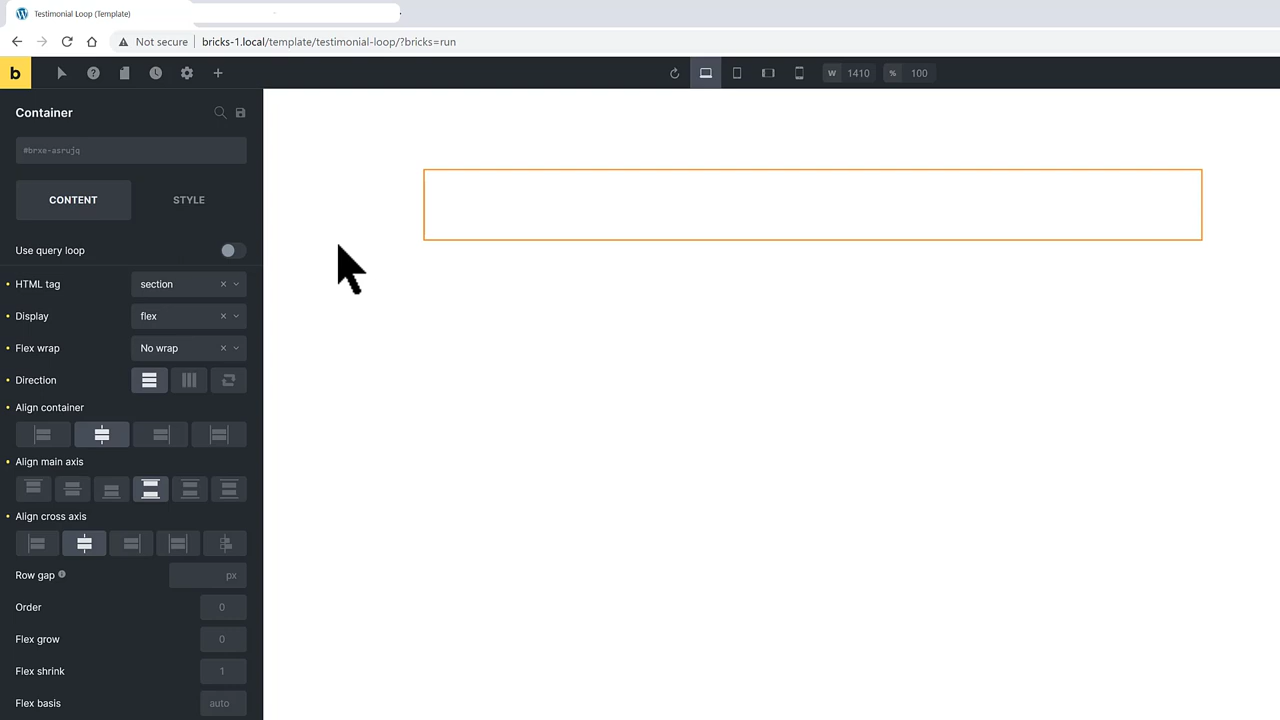 Testimonial Loop (Template)
Not secure bricks-1.local/template/testimonial-loop/?bricks=run
b W 1410 % 100
Container
#brxe-asrujq
CONTENT STYLE
Use query loop
HTML tag section
Display flex
Flex wrap No wrap
Direction
Align container
Align main axis
Align cross axis
Row gap px
Order 0
Flex grow 0
Flex shrink 1
Flex basis auto